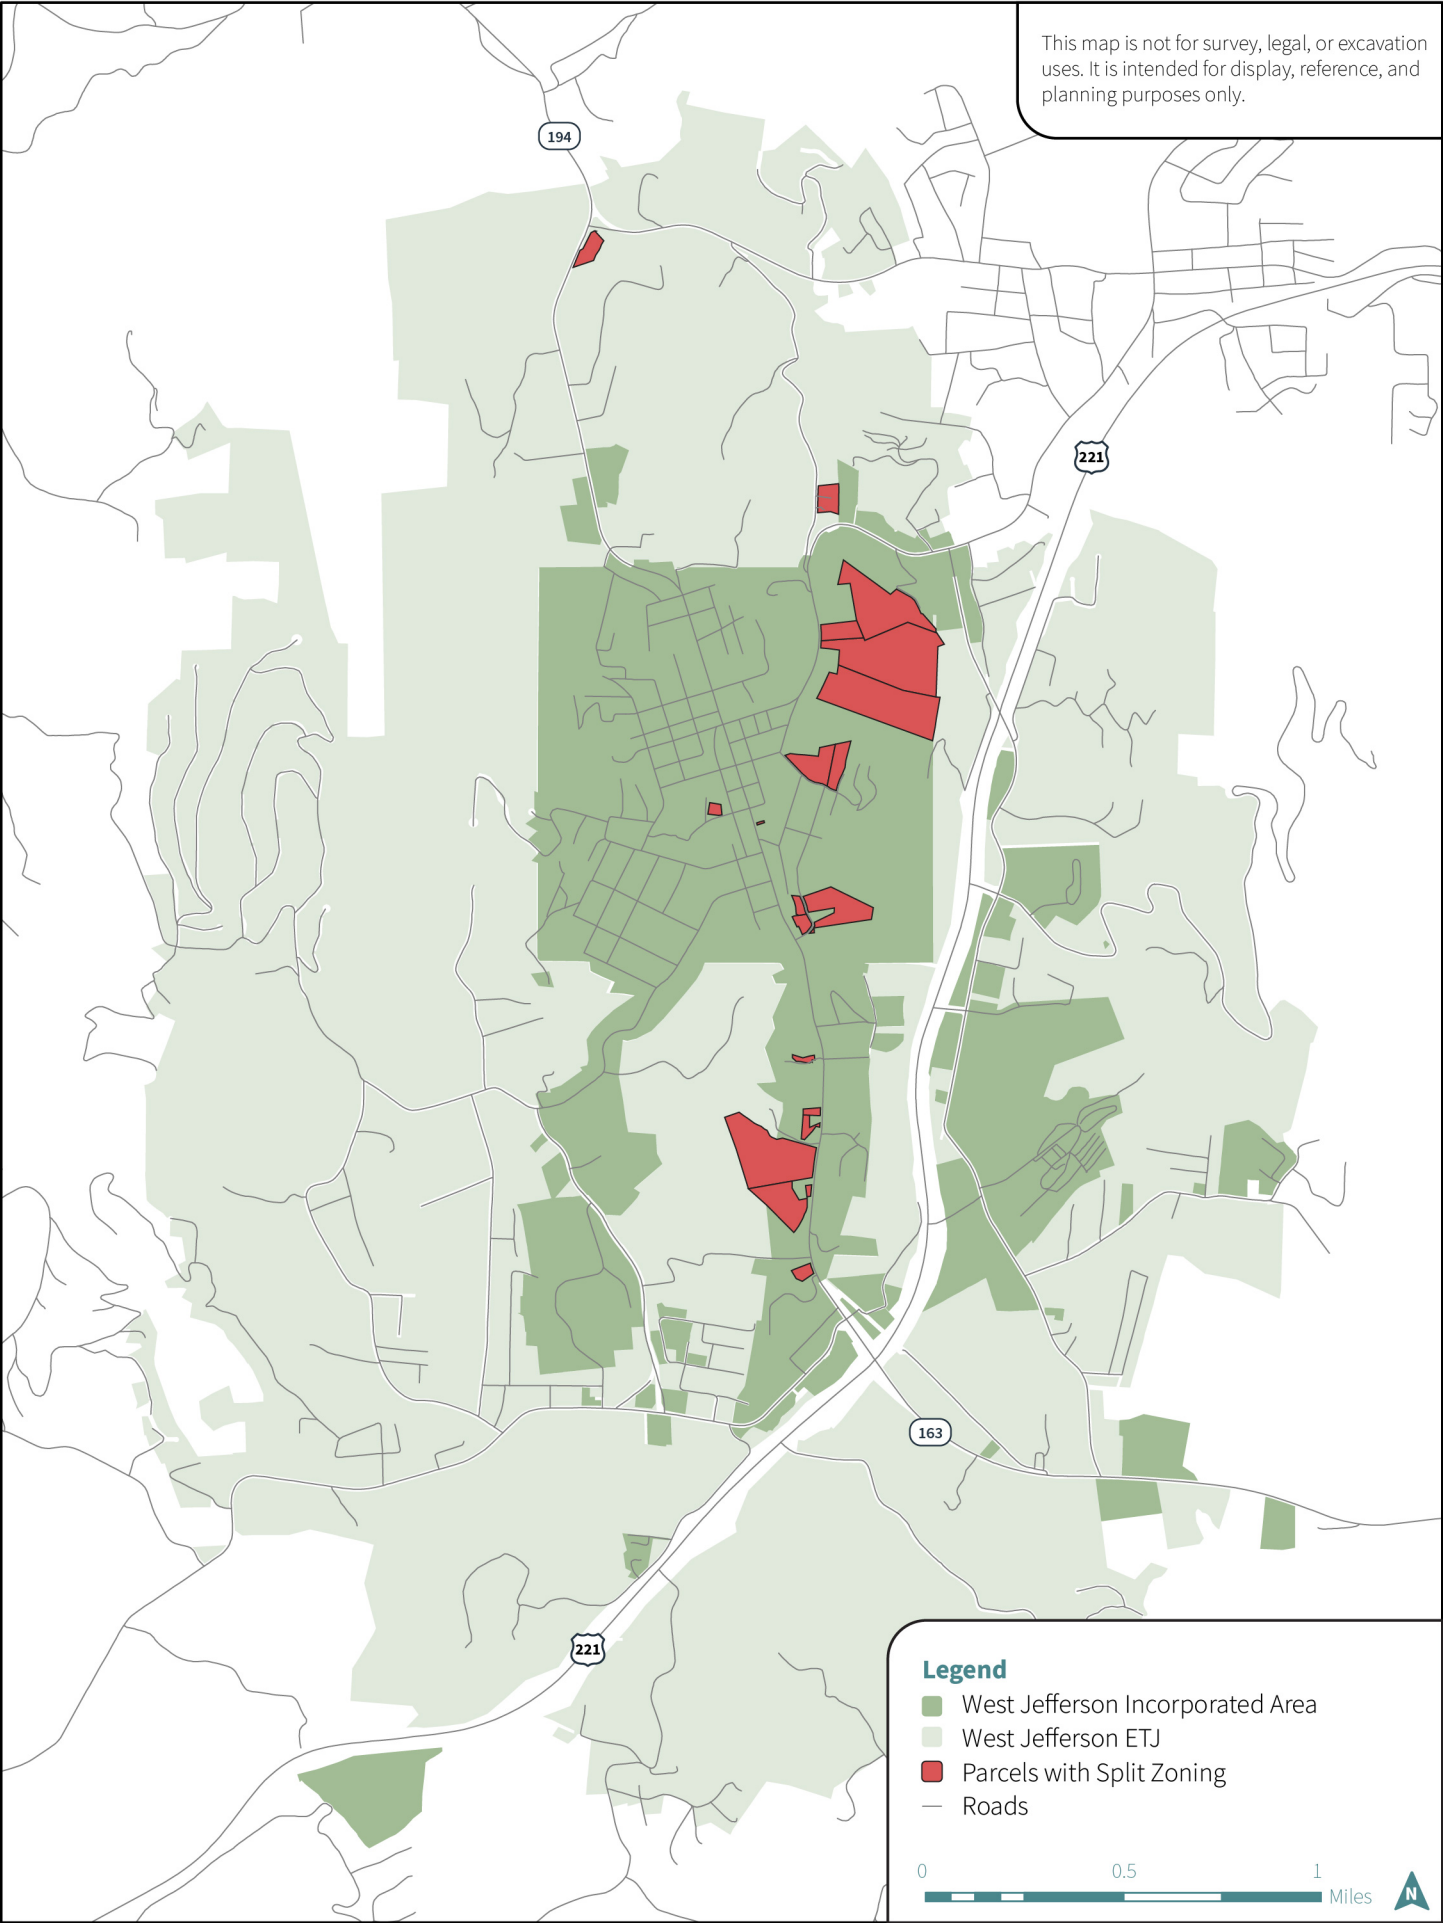 This map is not for survey, legal, or excavation
uses. It is intended for display, reference, and
planning purposes only.
194
221
163
221
Legend
West Jefferson Incorporated Area
West Jefferson ETJ
Parcels with Split Zoning
Roads
0 0.5 1
Miles
N